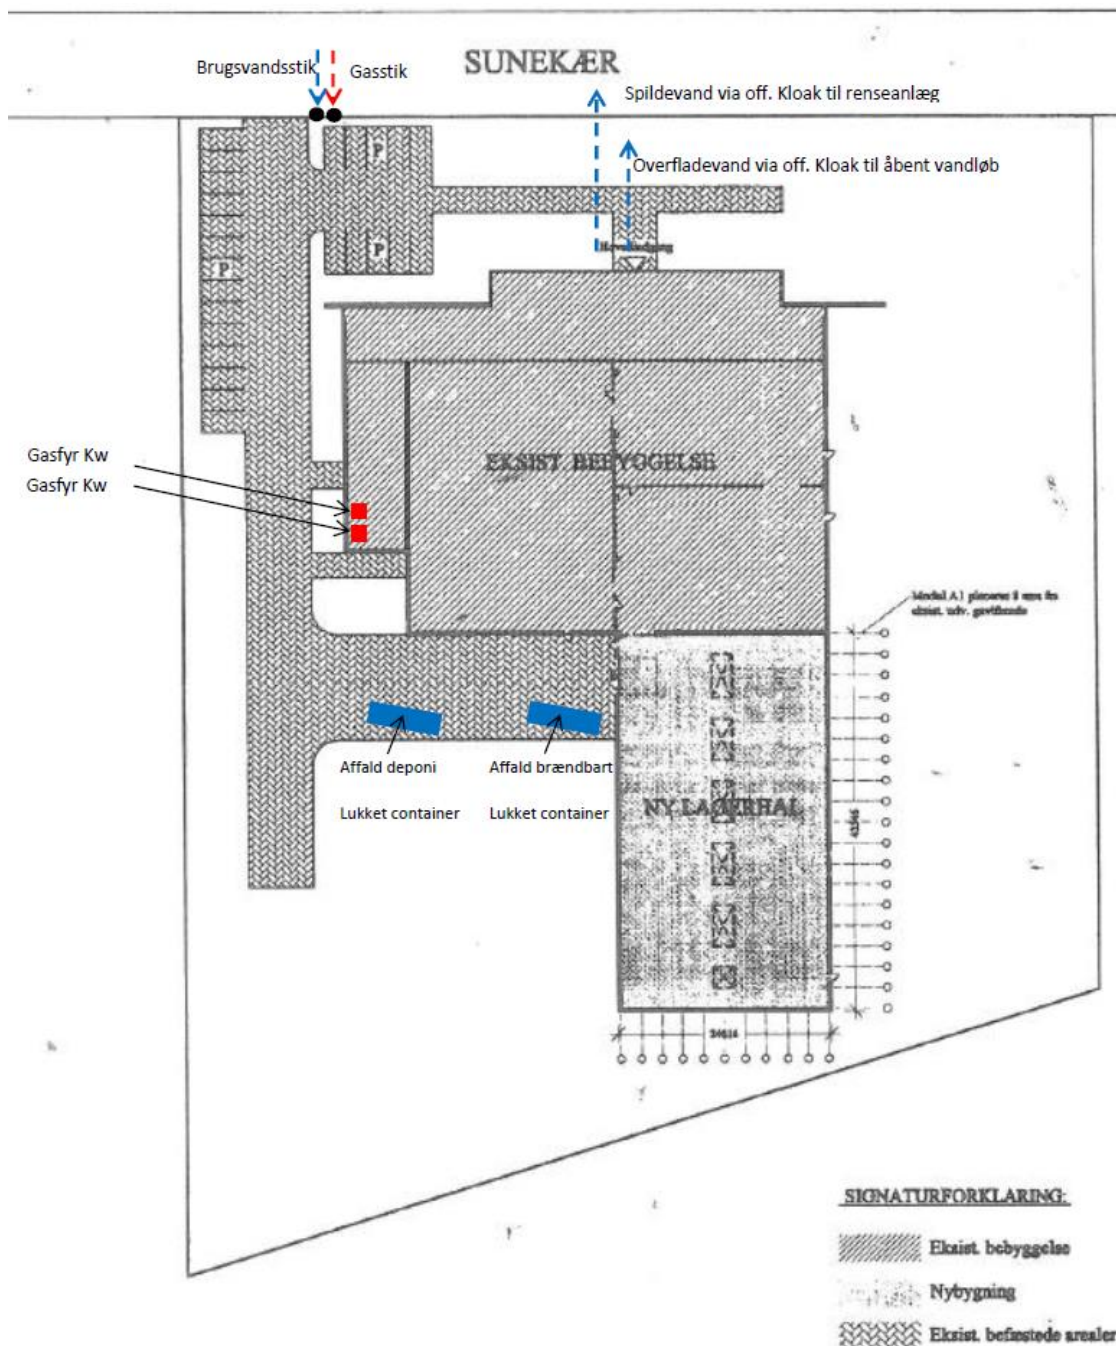 SUNEKÆR
Brugsvandsstik
Gasstik
Spildevand via off. Kloak til renseanlæg
Overfladevand via off. Kloak til åbent vandløb
P
P
P
Gasfyr Kw
Gasfyr Kw
EKSIST. BEBYGGELSE
eksist. udv.
Affald deponi
Lukket container
Affald brændbart
Lukket container
NY LAGERHAL
SIGNATURFORKLARING:
Eksist. bebyggelse
Nybygning
Eksist. befæstede arealer